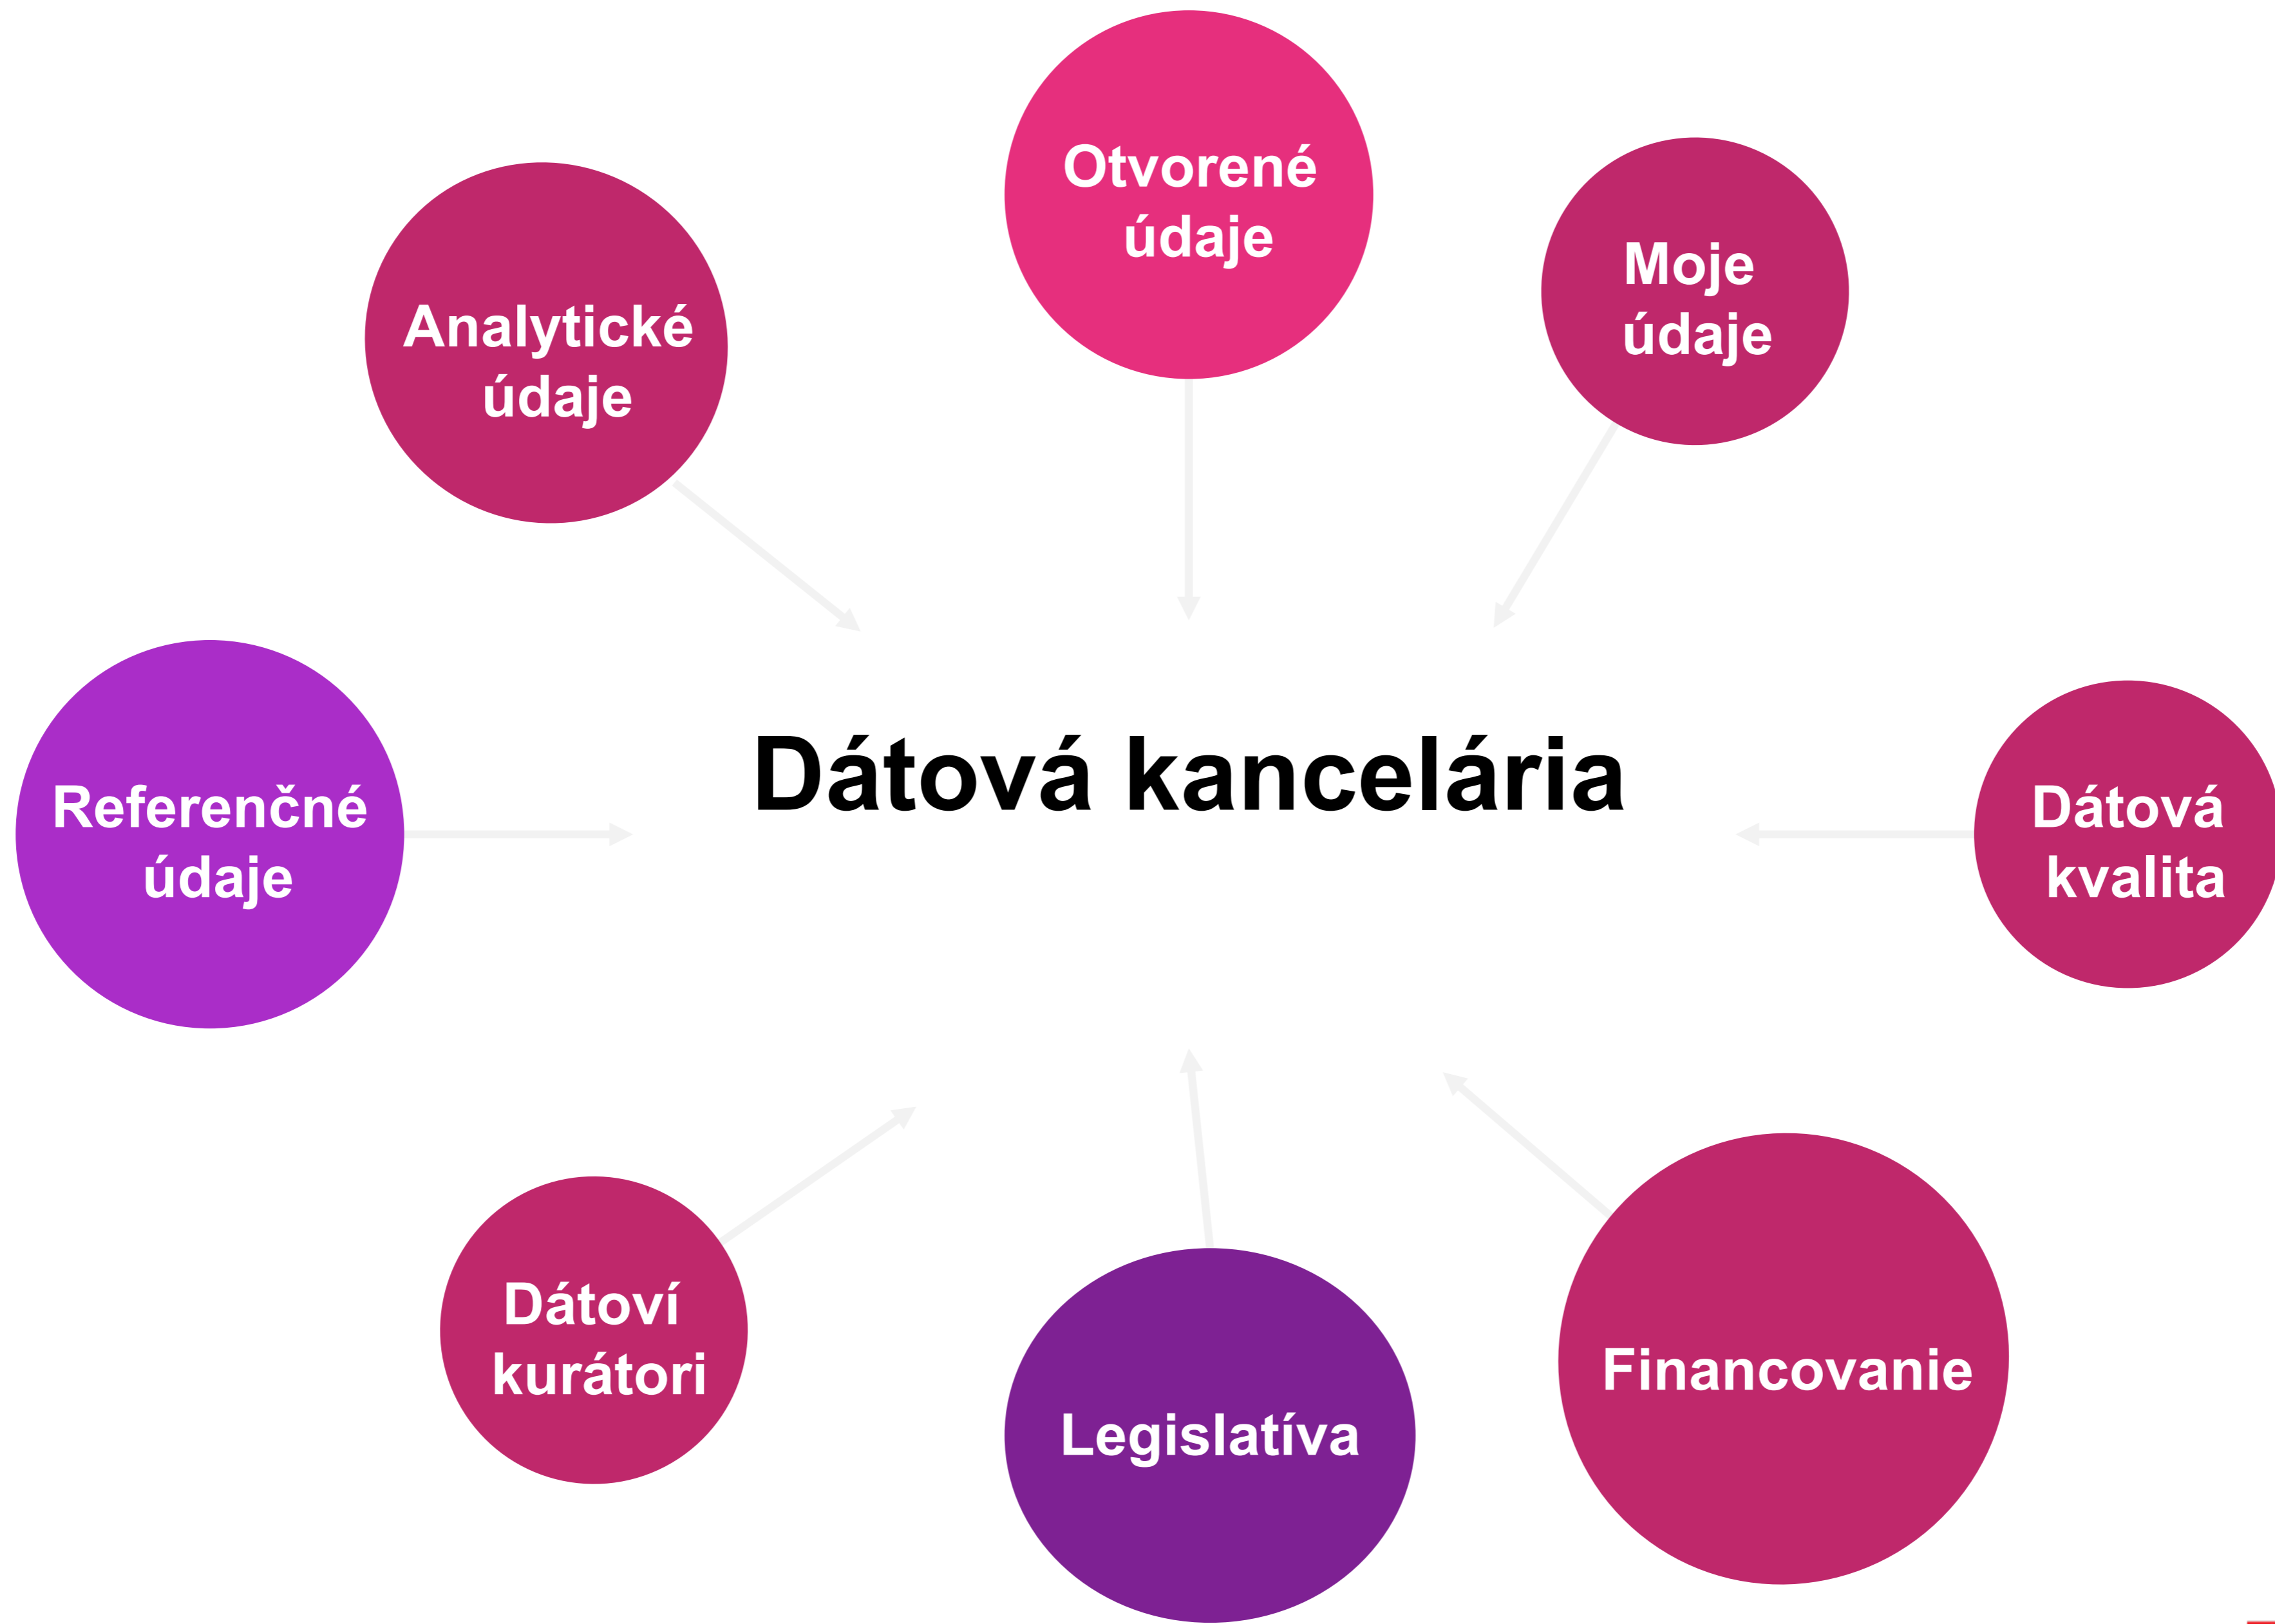 Otvorené
údaje
Moje
údaje
Analytické
údaje
Dátová kancelária
Referenčné
údaje
Dátová
kvalita
Dátoví
kurátori
Financovanie
Legislatíva